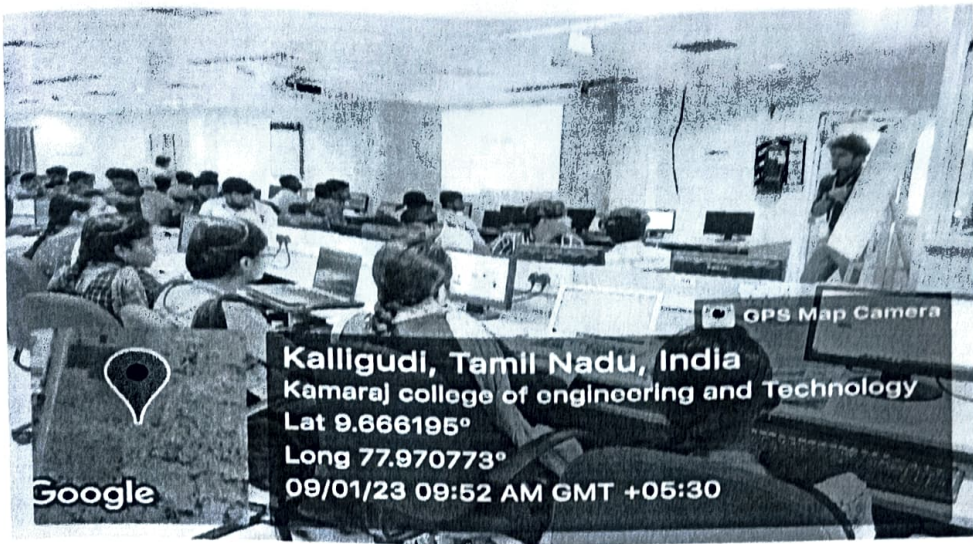 GPS Map Camera
Kalligudi, Tamil Nadu, India
Kamaraj college of engineering and Technology
Lat 9.666195°
Long 77.970773°
09/01/23 09:52 AM GMT +05:30
Google